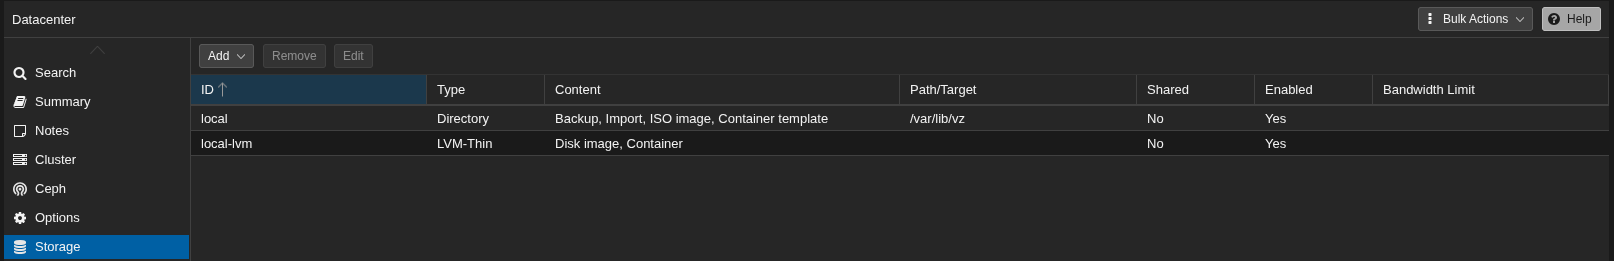 Datacenter
Bulk Actions
Help
Search
Summary
Notes
Cluster
Ceph
Options
Storage
Add Remove Edit
ID Type Content Path/Target Shared Enabled Bandwidth Limit
local Directory Backup, Import, ISO image, Container template /var/lib/vz No Yes
local-lvm LVM-Thin Disk image, Container No Yes